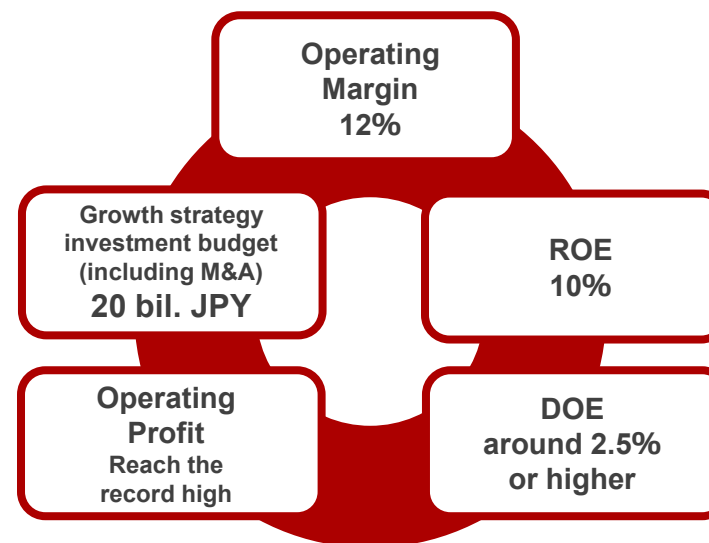 Operating
Margin
12%
Growth strategy
investment budget
(including M&A)
20 bil. JPY
ROE
10%
Operating
Profit
Reach the
record high
DOE
around 2.5%
or higher